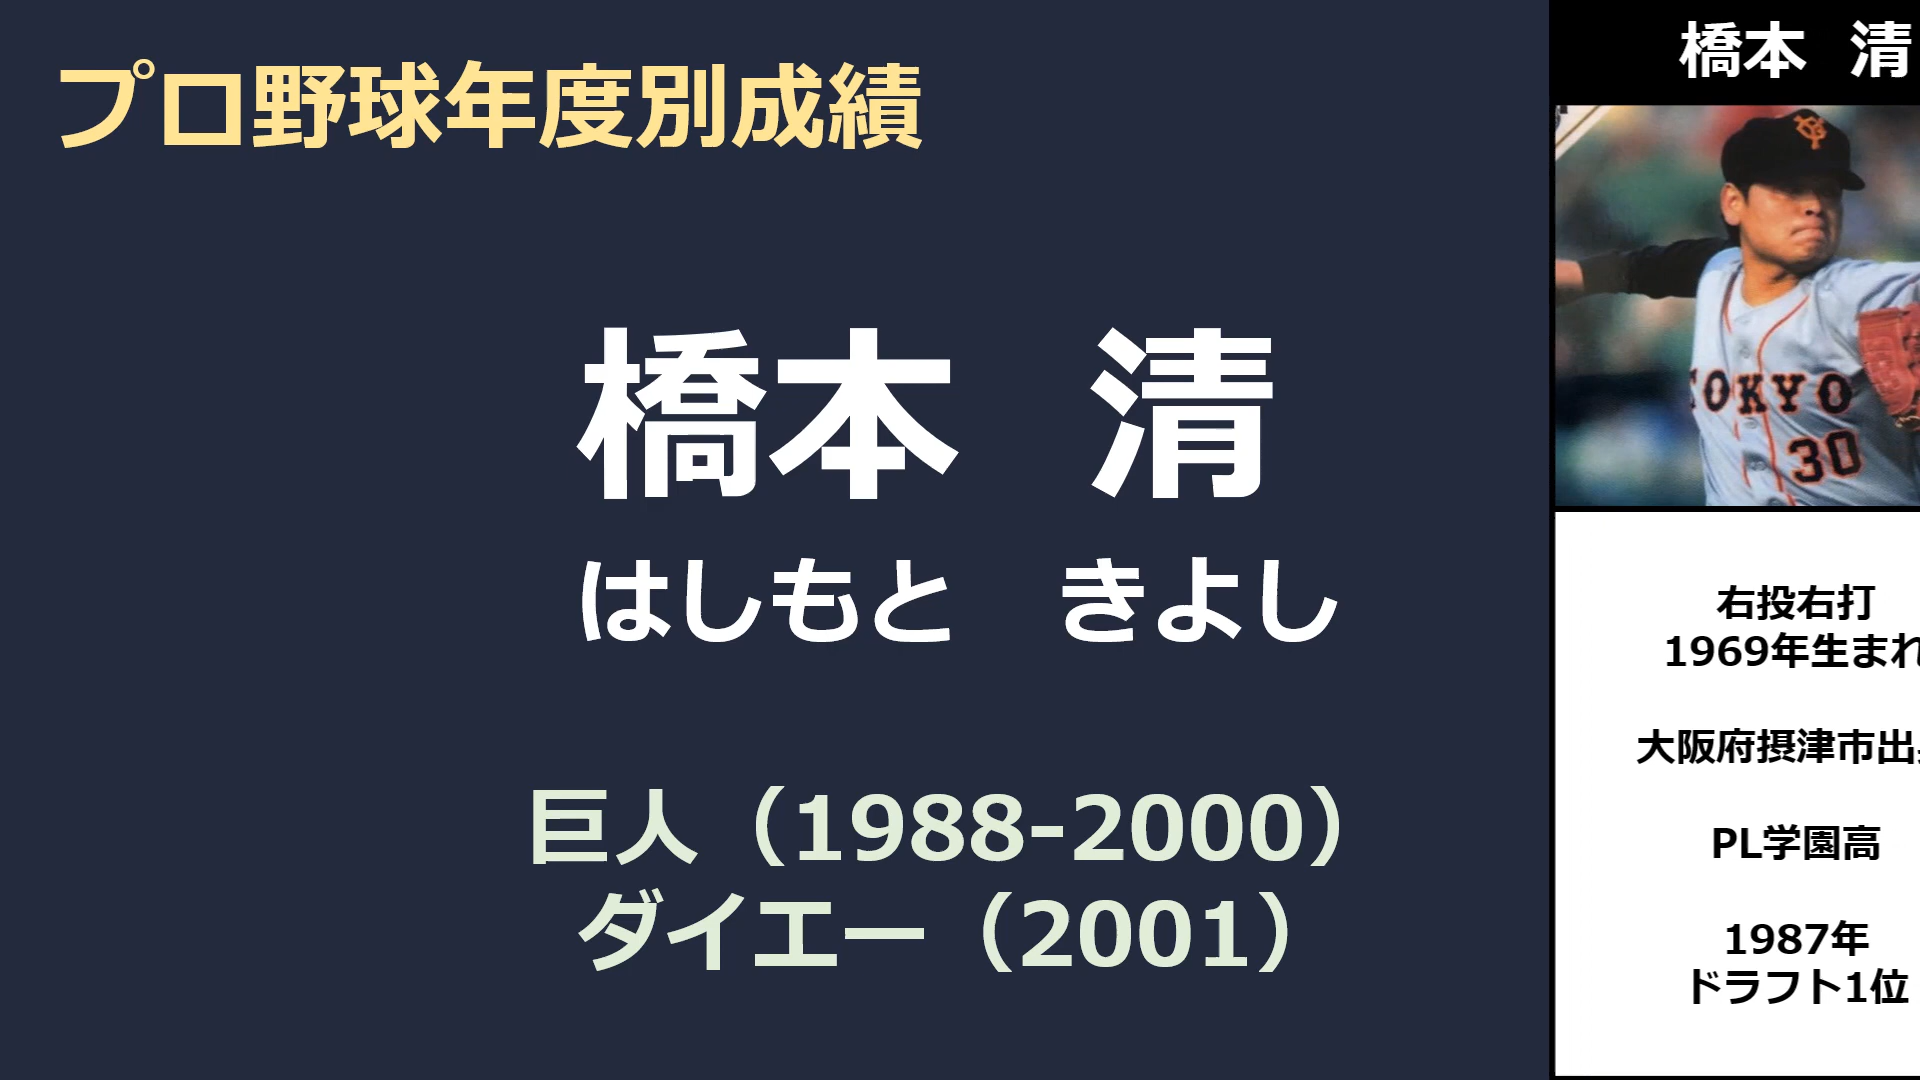 プロ野球年度別成績
橋本 清
はしもと きよし
巨人（1988-2000）
ダイエー（2001）
橋本 清
TOKYO
30
右投右打
1969年生まれ
大阪府摂津市出
PL学園高
1987年
ドラフト1位